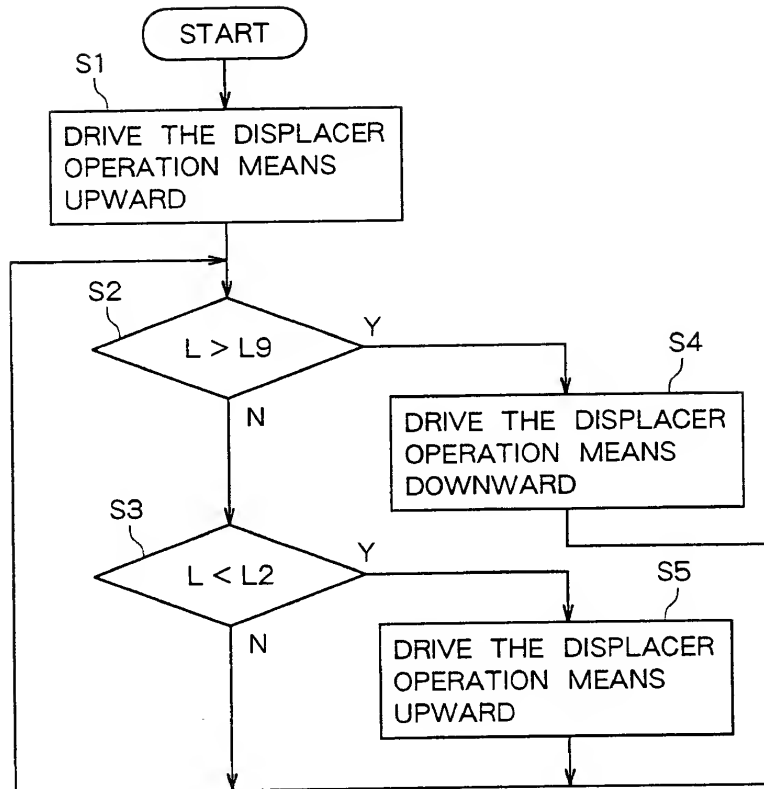 START
S1
DRIVE THE DISPLACER
OPERATION MEANS
UPWARD
S2
L > L9
Y
N
S4
DRIVE THE DISPLACER
OPERATION MEANS
DOWNWARD
S3
L < L2
Y
N
S5
DRIVE THE DISPLACER
OPERATION MEANS
UPWARD